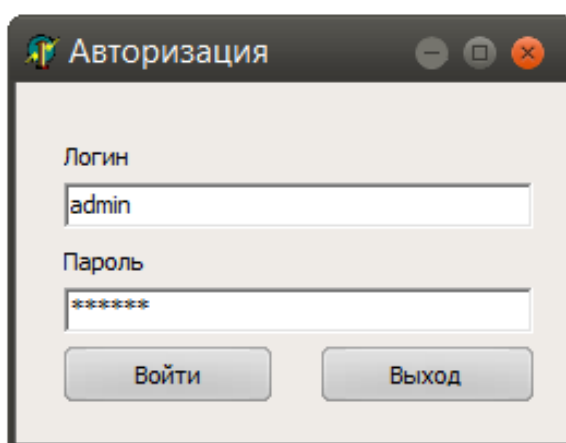 Авторизация
Логин
admin
Пароль
******
Войти Выход